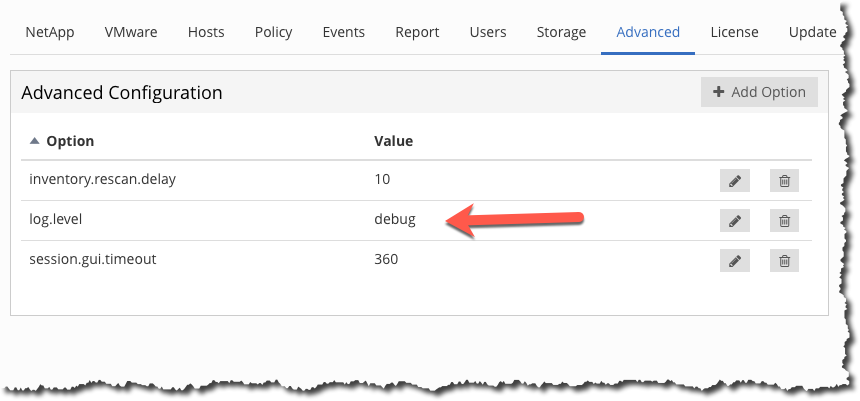 NetApp VMware Hosts Policy Events Report Users Storage Advanced License Update
Advanced Configuration + Add Option
Option Value
inventory.rescan.delay 10
log.level debug
session.gui.timeout 360